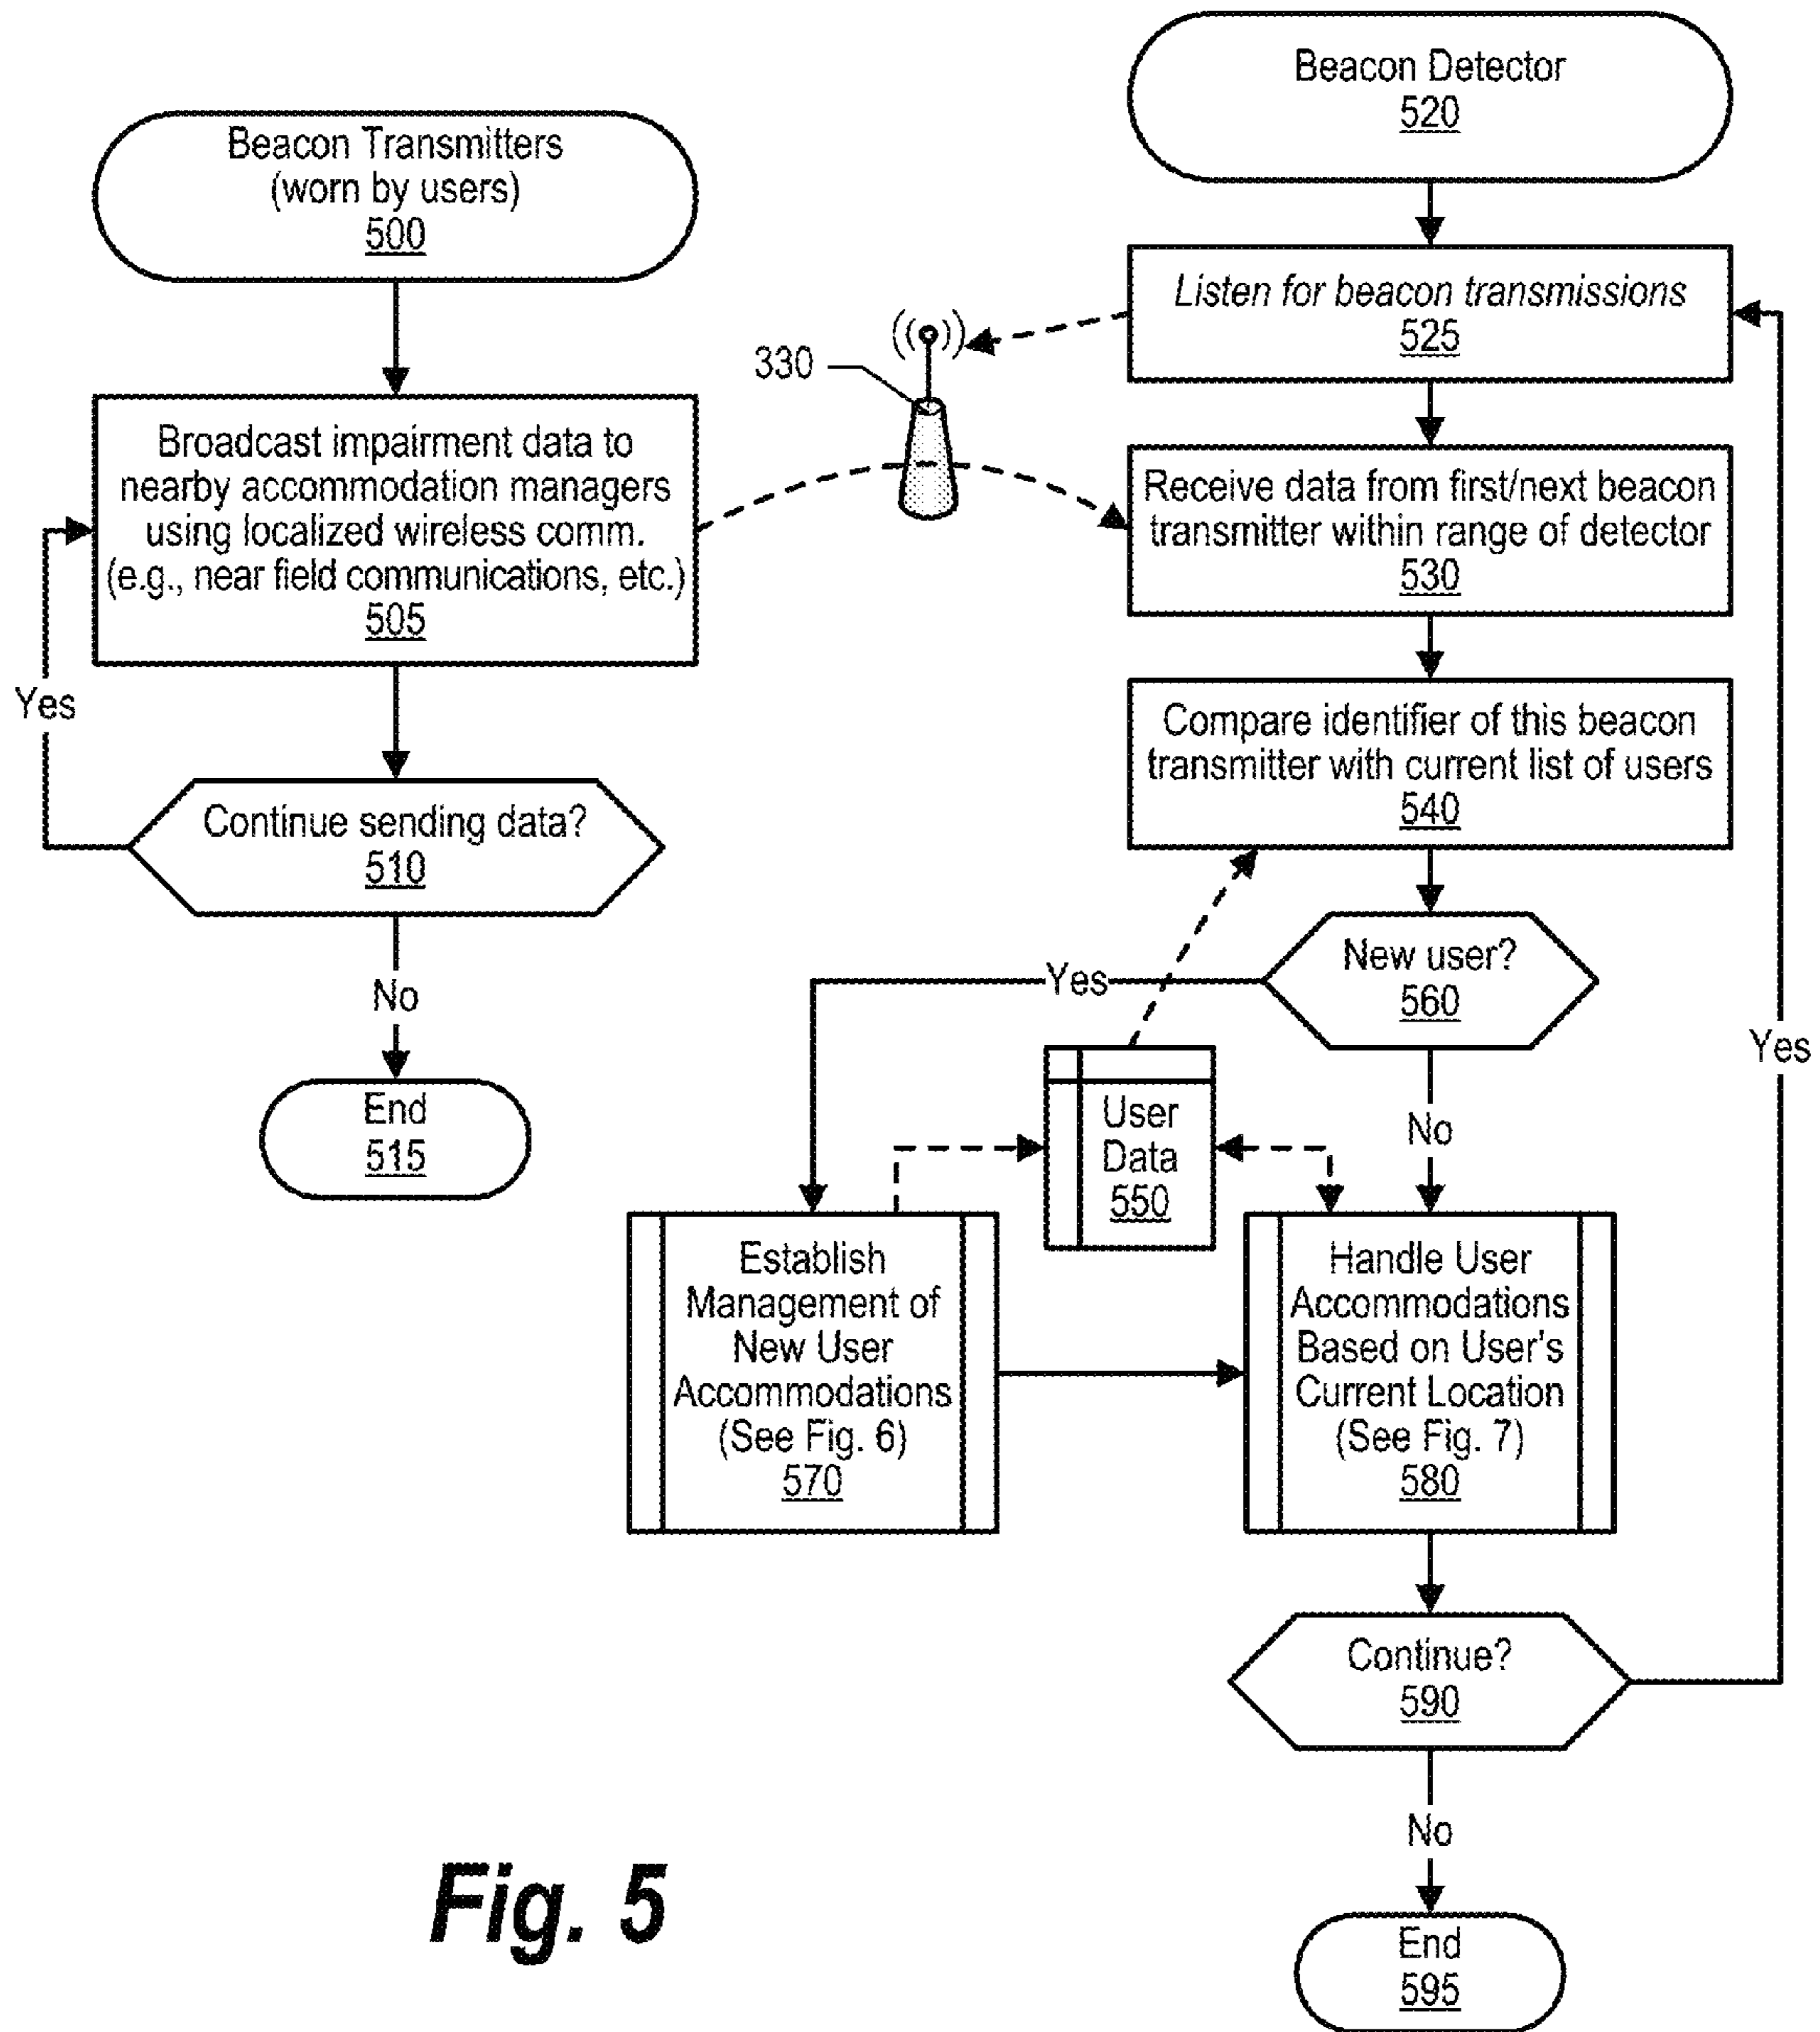 Beacon Transmitters
(worn by users)
500
Broadcast impairment data to
nearby accommodation managers
using localized wireless comm.
(e.g., near field communications, etc.)
505
Yes
Continue sending data?
510
No
End
515
330
Beacon Detector
520
Listen for beacon transmissions
525
Receive data from first/next beacon
transmitter within range of detector
530
Compare identifier of this beacon
transmitter with current list of users
540
New user?
560
Yes
No
User
Data
550
Establish
Management of
New User
Accommodations
(See Fig. 6)
570
Handle User
Accommodations
Based on User's
Current Location
(See Fig. 7)
580
Continue?
590
Yes
No
End
595
Fig. 5